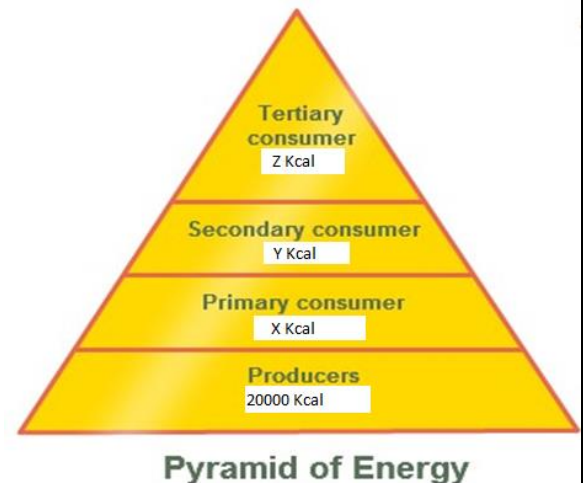 Tertiary
consumer
Z Kcal
Secondary consumer
Y Kcal
Primary consumer
X Kcal
Producers
20000 Kcal
Pyramid of Energy